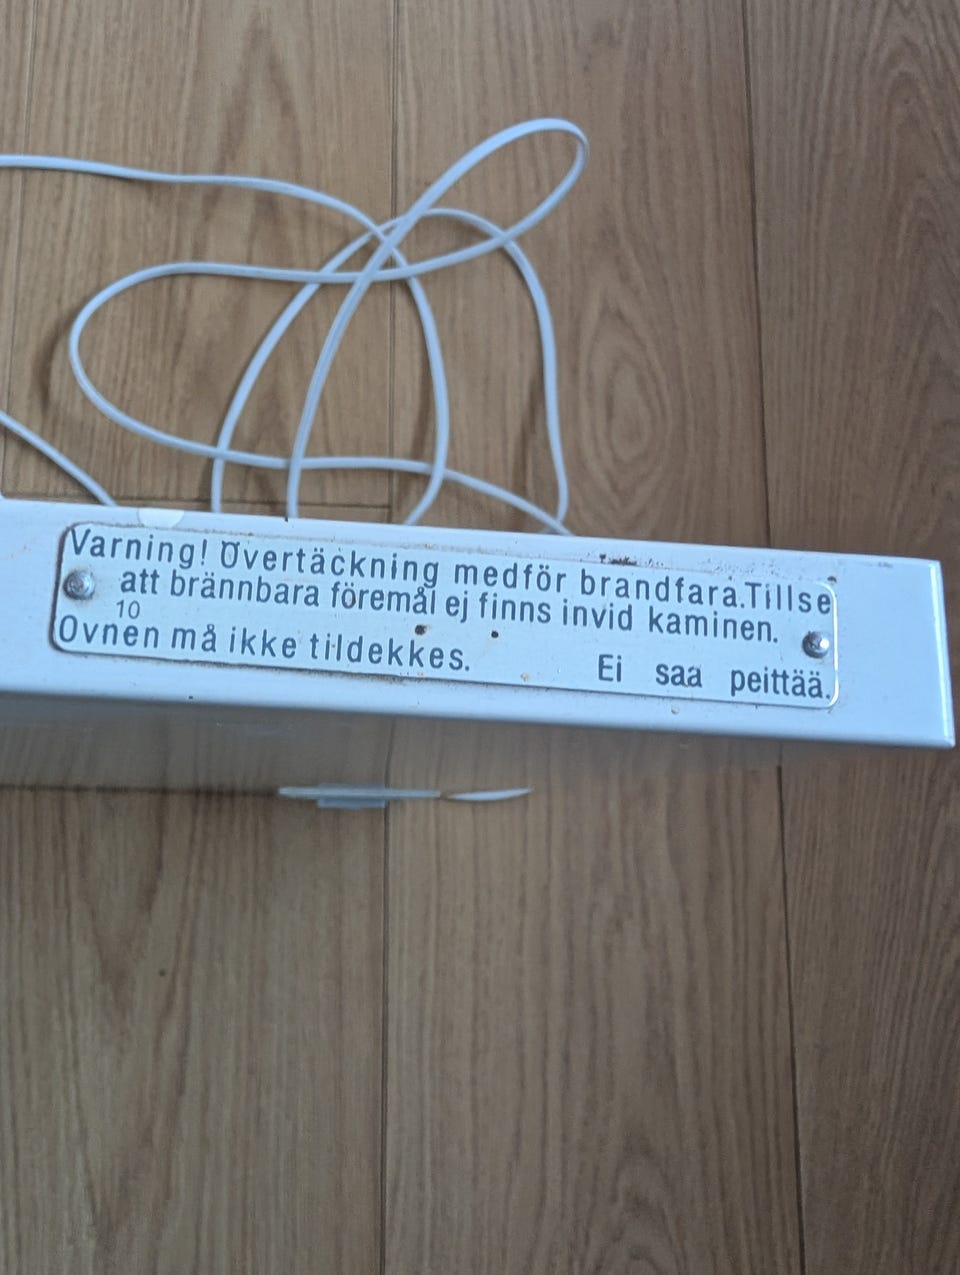 Varning! Övertäckning medför brandfara.Tillse
att brännbara föremål ej finns invid kaminen.
10
Ovnen må ikke tildekkes. Ei saa peittää.